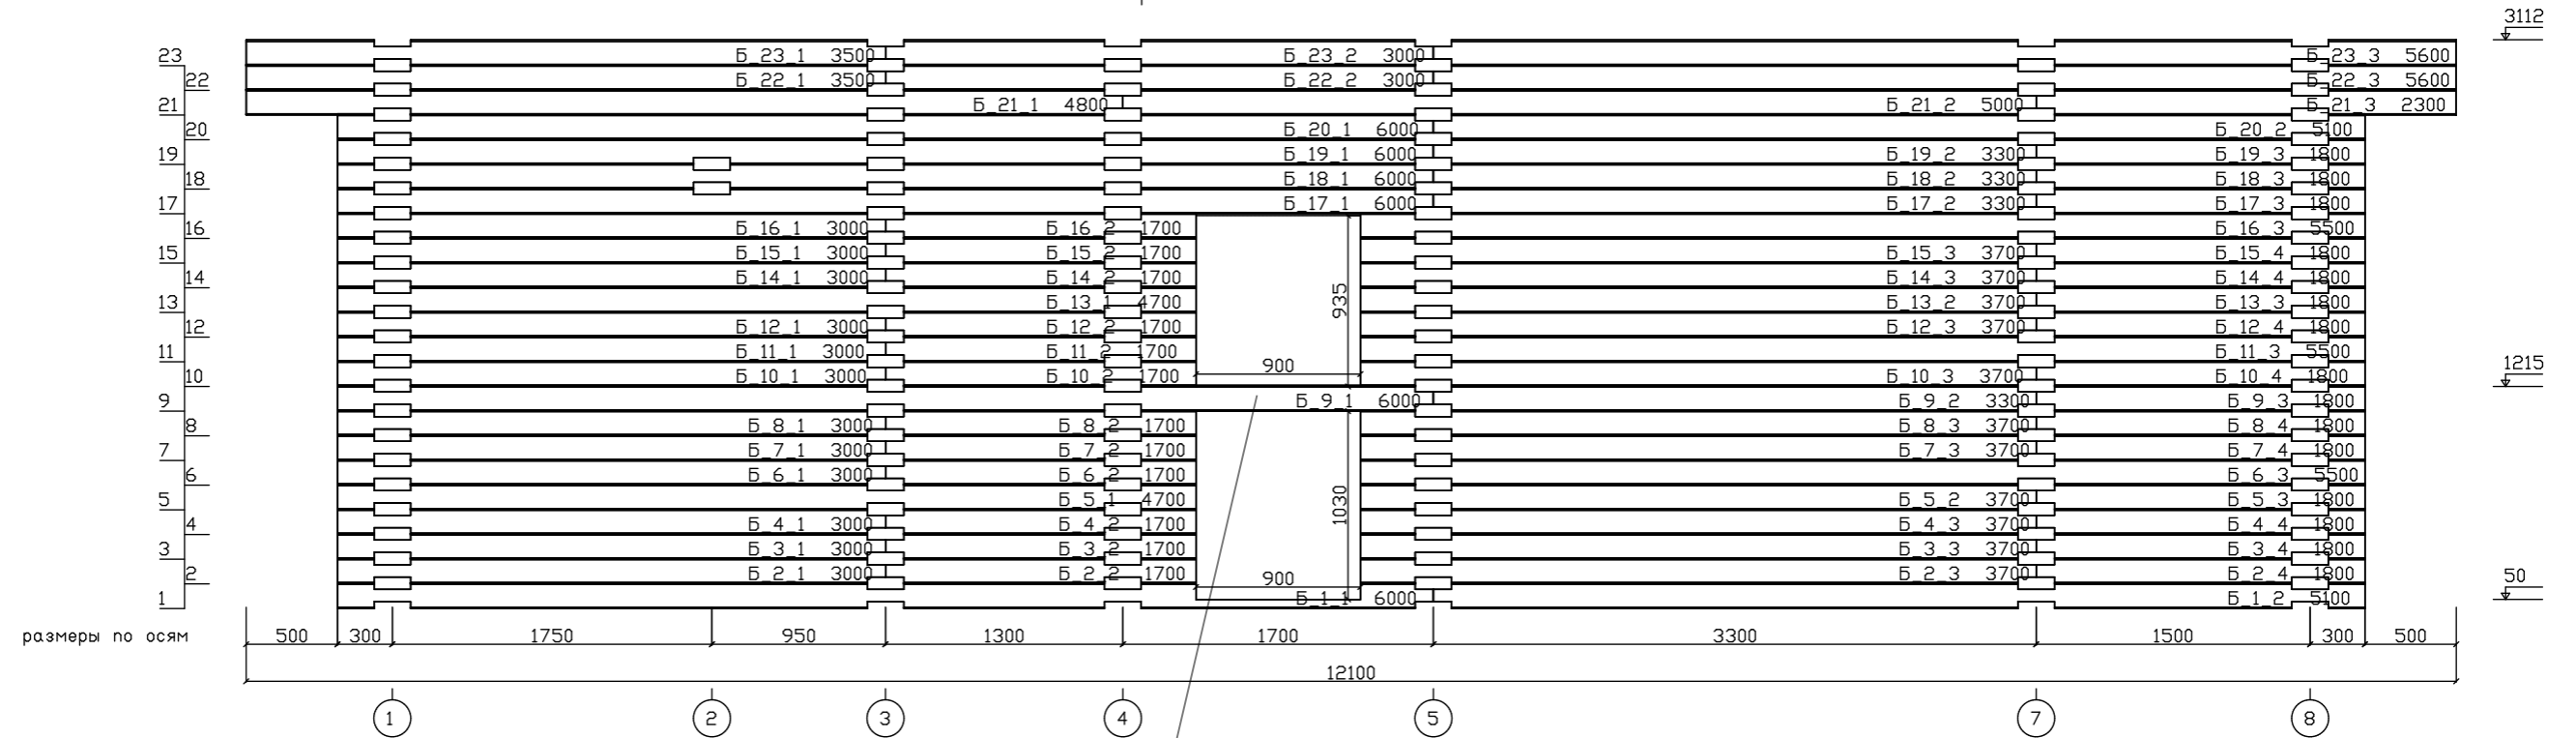 3112
23 Б_23_1 3500 Б_23_2 3000 Б_23_3 5600
22 Б_22_1 3500 Б_22_2 3000 Б_22_3 5600
21 Б_21_1 4800 Б_21_2 5000 Б_21_3 2300
20 Б_20_1 6000 Б_20_2 5100
19 Б_19_1 6000 Б_19_2 3300 Б_19_3 1800
18 Б_18_1 6000 Б_18_2 3300 Б_18_3 1800
17 Б_17_1 6000 Б_17_2 3300 Б_17_3 1800
16 Б_16_1 3000 Б_16_2 1700 Б_16_3 5500
15 Б_15_1 3000 Б_15_2 1700 Б_15_3 3700 Б_15_4 1800
14 Б_14_1 3000 Б_14_2 1700 Б_14_3 3700 Б_14_4 1800
935
13 Б_13_1 4700 Б_13_2 3700 Б_13_3 1800
12 Б_12_1 3000 Б_12_2 1700 Б_12_3 3700 Б_12_4 1800
11 Б_11_1 3000 Б_11_2 1700 Б_11_3 5500
900 1215
10 Б_10_1 3000 Б_10_2 1700 Б_10_3 3700 Б_10_4 1800
9 Б_9_1 6000 Б_9_2 3300 Б_9_3 1800
8 Б_8_1 3000 Б_8_2 1700 Б_8_3 3700 Б_8_4 1800
7 Б_7_1 3000 Б_7_2 1700 Б_7_3 3700 Б_7_4 1800
6 Б_6_1 3000 Б_6_2 1700 Б_6_3 5500
1030
5 Б_5_1 4700 Б_5_2 3700 Б_5_3 1800
4 Б_4_1 3000 Б_4_2 1700 Б_4_3 3700 Б_4_4 1800
3 Б_3_1 3000 Б_3_2 1700 Б_3_3 3700 Б_3_4 1800
2 Б_2_1 3000 Б_2_2 1700 900 Б_2_3 3700 Б_2_4 1800 50
1 Б_1_1 6000 Б_1_2 5100
размеры по осям 500 300 1750 950 1300 1700 3300 1500 300 500
12100
1 2 3 4 5 7 8